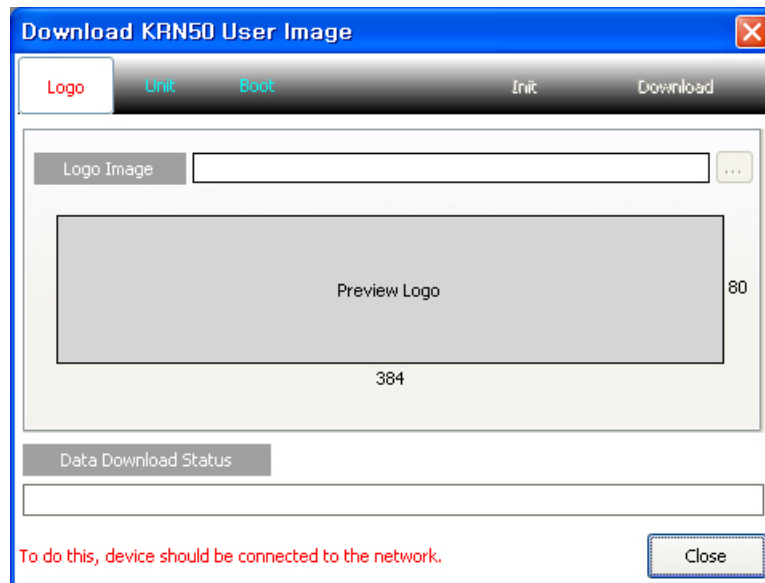 Download KRN50 User Image
Logo Unit Boot Init Download
Logo Image ...
Preview Logo
80
384
Data Download Status
To do this, device should be connected to the network.
Close